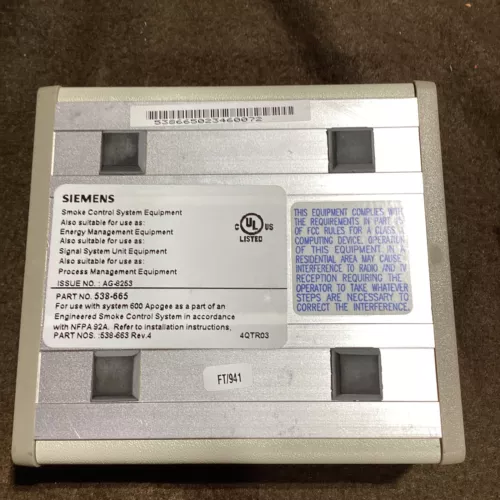 538665023460072
SIEMENS
Smoke Control System Equipment
Also suitable for use as:
Energy Management Equipment
Also suitable for use as:
Signal System Unit Equipment
Also suitable for use as:
Process Management Equipment
ISSUE NO. : AG-8253
C UL US
LISTED
PART NO. 538-665
For use with system 600 Apogee as a part of an
Engineered Smoke Control System in accordance
with NFPA 92A. Refer to installation instructions.
PART NOS. :538-663 Rev.4 4QTR03
THIS EQUIPMENT COMPLIES WITH
THE REQUIREMENTS IN PART
OF FCC RULES FOR A CLASS
COMPUTING DEVICE. OPERATION
OF THIS EQUIPMENT IN A
RESIDENTIAL AREA MAY CAUSE
INTERFERENCE TO RADIO AND TV
RECEPTION REQUIRING THE
OPERATOR TO TAKE WHATEVER
STEPS ARE NECESSARY TO
CORRECT THE INTERFERENCE.
FT/941